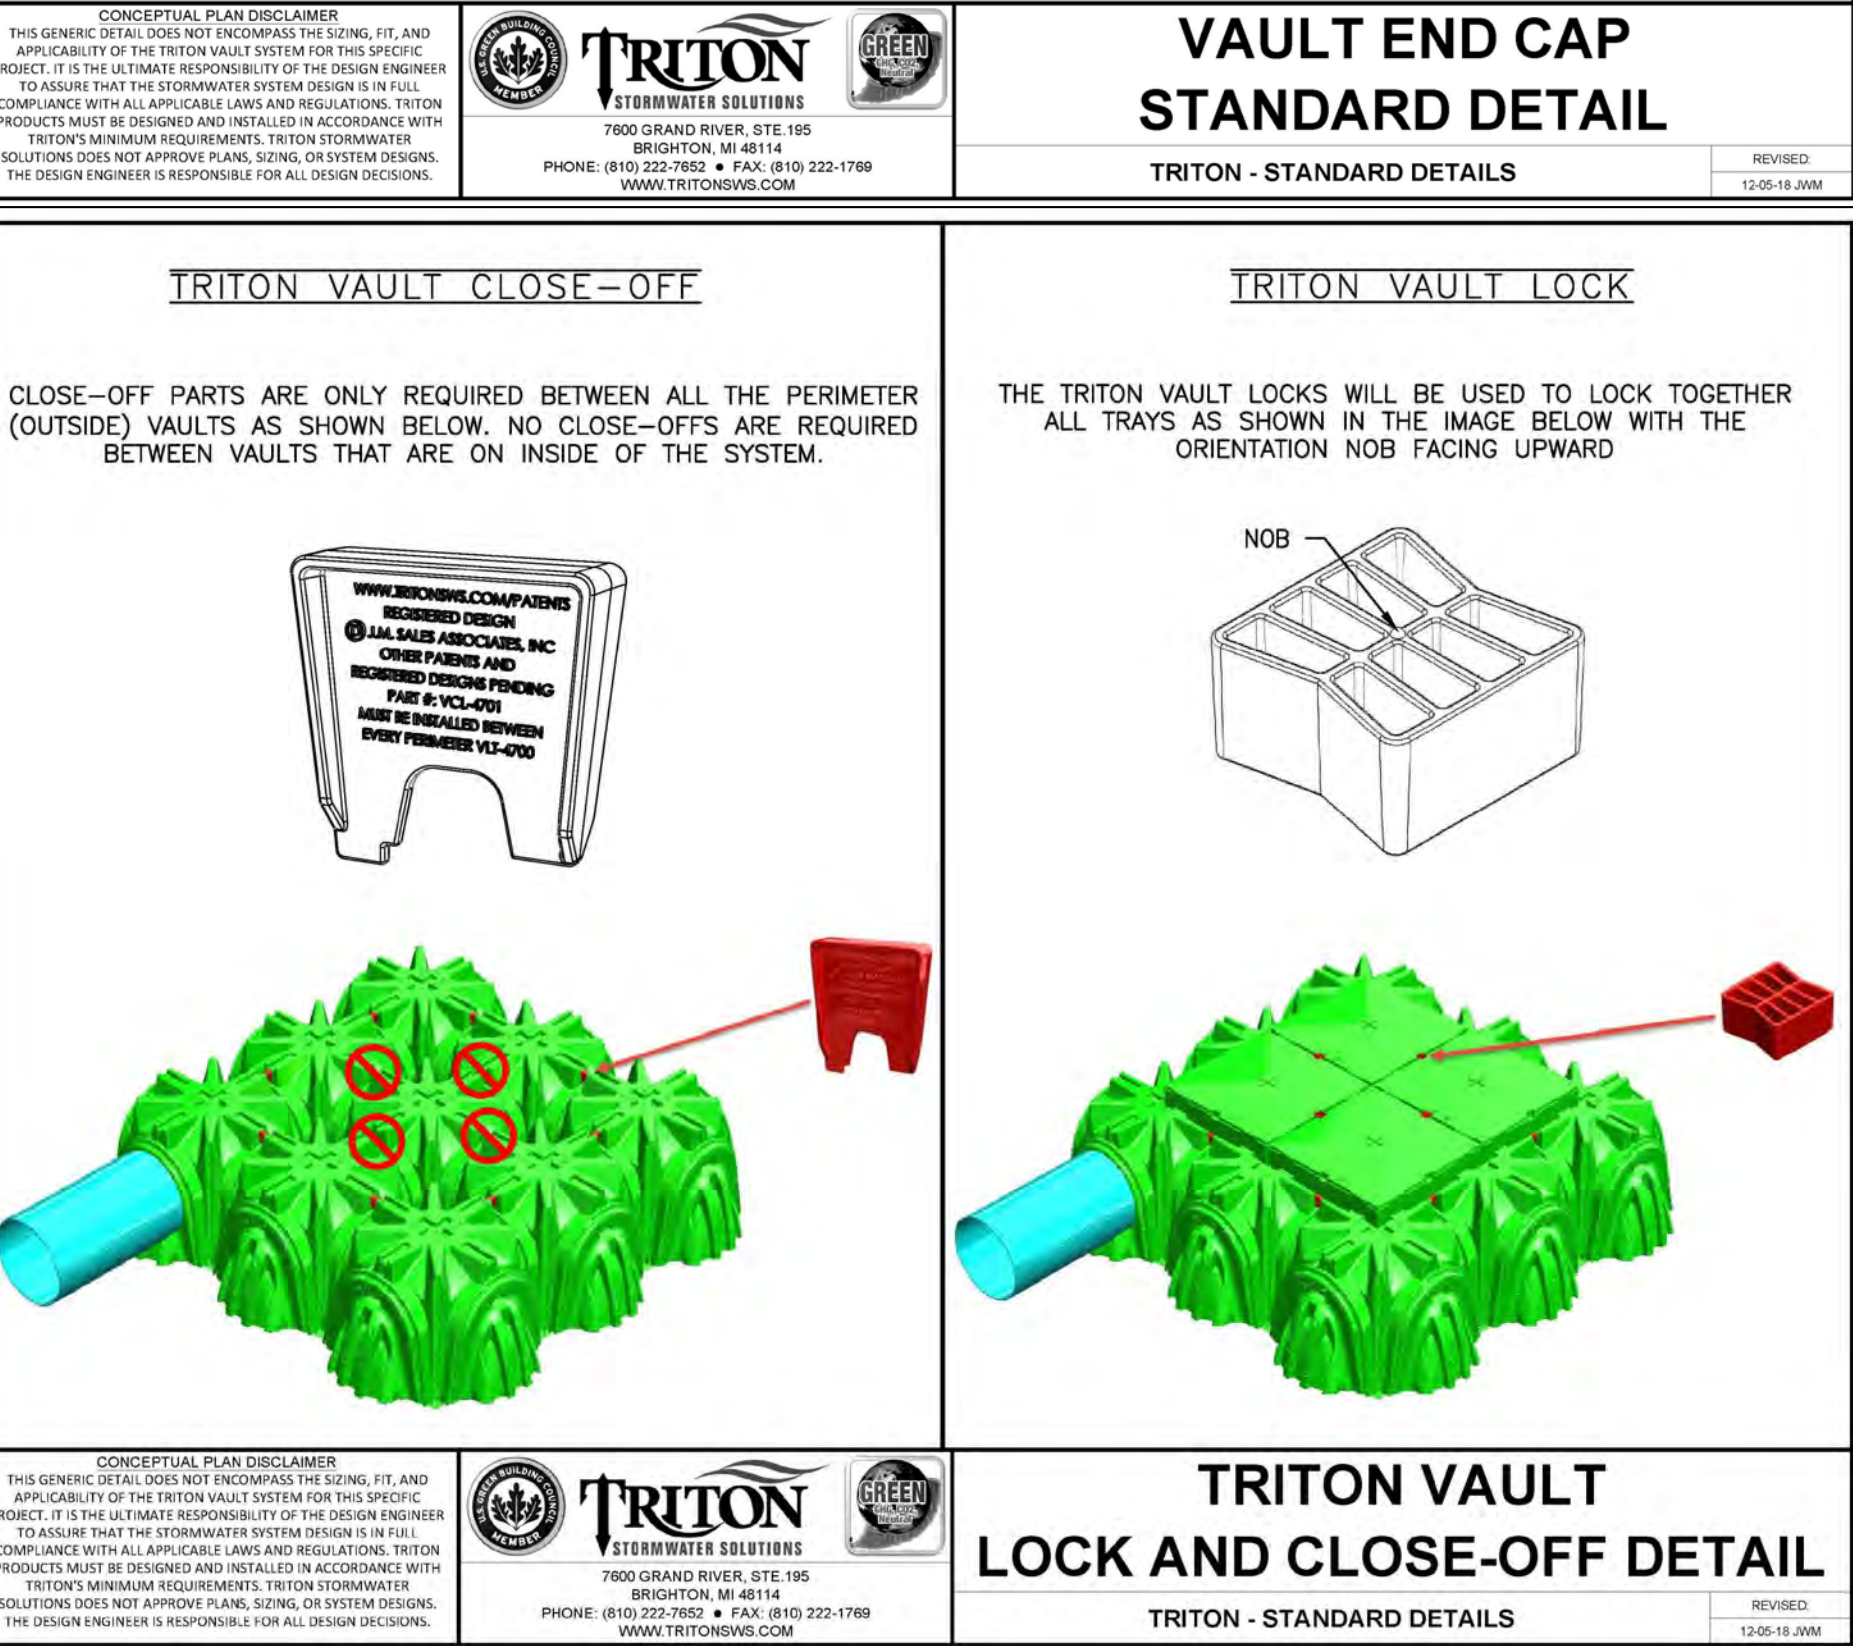 CONCEPTUAL PLAN DISCLAIMER
THIS GENERIC DETAIL DOES NOT ENCOMPASS THE SIZING, FIT, AND
APPLICABILITY OF THE TRITON VAULT SYSTEM FOR THIS SPECIFIC
ROJECT. IT IS THE ULTIMATE RESPONSIBILITY OF THE DESIGN ENGINEER
TO ASSURE THAT THE STORMWATER SYSTEM DESIGN IS IN FULL
COMPLIANCE WITH ALL APPLICABLE LAWS AND REGULATIONS. TRITON
PRODUCTS MUST BE DESIGNED AND INSTALLED IN ACCORDANCE WITH
TRITON'S MINIMUM REQUIREMENTS. TRITON STORMWATER
SOLUTIONS DOES NOT APPROVE PLANS, SIZING, OR SYSTEM DESIGNS.
THE DESIGN ENGINEER IS RESPONSIBLE FOR ALL DESIGN DECISIONS.
U.S. GREEN BUILDING COUNCIL
MEMBER
TRITON
STORMWATER SOLUTIONS
GREEN
GHG, CO2,
Neutral
7600 GRAND RIVER, STE.195
BRIGHTON, MI 48114
PHONE: (810) 222-7652 ● FAX: (810) 222-1769
WWW.TRITONSWS.COM
VAULT END CAP
STANDARD DETAIL
TRITON - STANDARD DETAILS
REVISED:
12-05-18 JWM
TRITON VAULT CLOSE-OFF
CLOSE-OFF PARTS ARE ONLY REQUIRED BETWEEN ALL THE PERIMETER
(OUTSIDE) VAULTS AS SHOWN BELOW. NO CLOSE-OFFS ARE REQUIRED
BETWEEN VAULTS THAT ARE ON INSIDE OF THE SYSTEM.
WWW.TRITONSWS.COM/PATENTS
REGISTERED DESIGN
Ⓓ J.M. SALES ASSOCIATES, INC
OTHER PATENTS AND
REGISTERED DESIGNS PENDING
PART #: VCL-4701
MUST BE INSTALLED BETWEEN
EVERY PERIMETER VLT-4700
TRITON VAULT LOCK
THE TRITON VAULT LOCKS WILL BE USED TO LOCK TOGETHER
ALL TRAYS AS SHOWN IN THE IMAGE BELOW WITH THE
ORIENTATION NOB FACING UPWARD
NOB
CONCEPTUAL PLAN DISCLAIMER
THIS GENERIC DETAIL DOES NOT ENCOMPASS THE SIZING, FIT, AND
APPLICABILITY OF THE TRITON VAULT SYSTEM FOR THIS SPECIFIC
ROJECT. IT IS THE ULTIMATE RESPONSIBILITY OF THE DESIGN ENGINEER
TO ASSURE THAT THE STORMWATER SYSTEM DESIGN IS IN FULL
COMPLIANCE WITH ALL APPLICABLE LAWS AND REGULATIONS. TRITON
PRODUCTS MUST BE DESIGNED AND INSTALLED IN ACCORDANCE WITH
TRITON'S MINIMUM REQUIREMENTS. TRITON STORMWATER
SOLUTIONS DOES NOT APPROVE PLANS, SIZING, OR SYSTEM DESIGNS.
THE DESIGN ENGINEER IS RESPONSIBLE FOR ALL DESIGN DECISIONS.
U.S. GREEN BUILDING COUNCIL
MEMBER
TRITON
STORMWATER SOLUTIONS
GREEN
GHG, CO2,
Neutral
7600 GRAND RIVER, STE.195
BRIGHTON, MI 48114
PHONE: (810) 222-7652 ● FAX: (810) 222-1769
WWW.TRITONSWS.COM
TRITON VAULT
LOCK AND CLOSE-OFF DETAIL
TRITON - STANDARD DETAILS
REVISED:
12-05-18 JWM